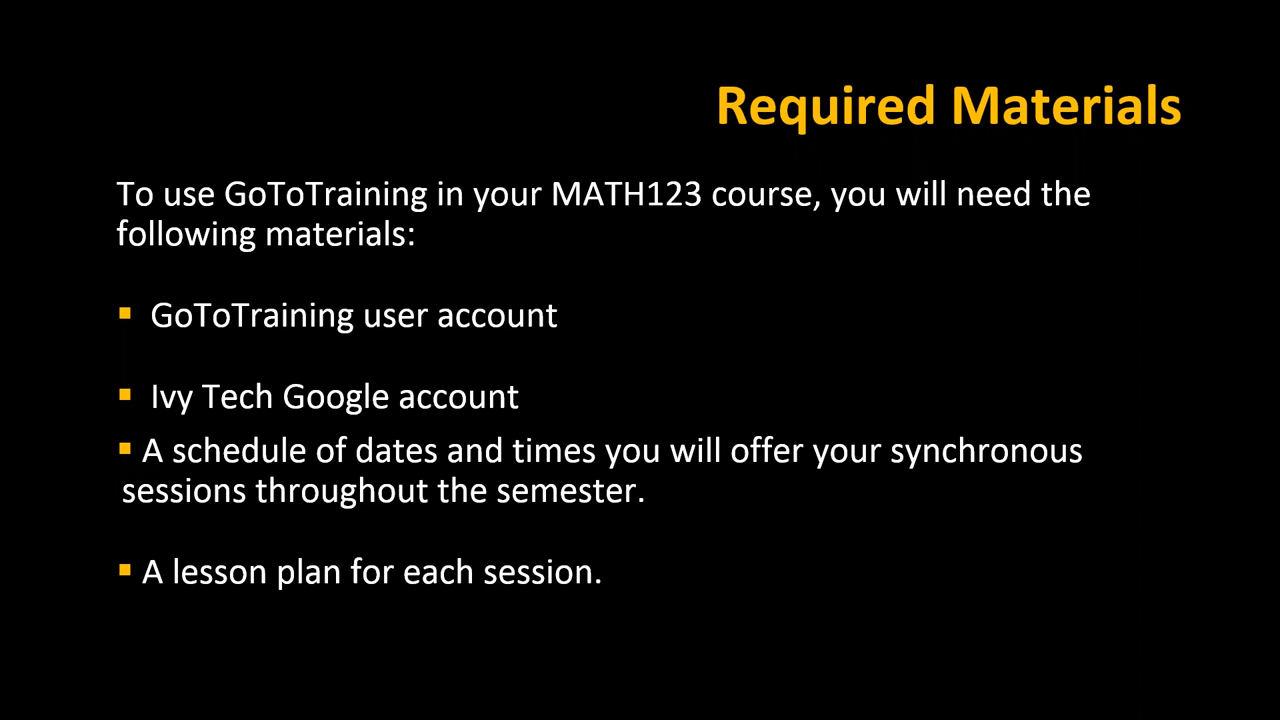 Required Materials
To use GoToTraining in your MATH123 course, you will need the
following materials:
▪ GoToTraining user account
▪ Ivy Tech Google account
▪ A schedule of dates and times you will offer your synchronous
sessions throughout the semester.
▪ A lesson plan for each session.